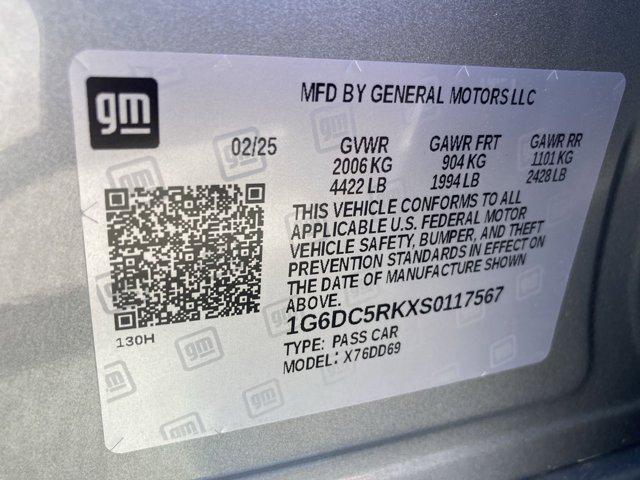 gm
MFD BY GENERAL MOTORS LLC
02/25 GVWR GAWR FRT GAWR RR
2006 KG 904 KG 1101 KG
4422 LB 1994 LB 2428 LB
THIS VEHICLE CONFORMS TO ALL
APPLICABLE U.S. FEDERAL MOTOR
VEHICLE SAFETY, BUMPER, AND THEFT
PREVENTION STANDARDS IN EFFECT ON
THE DATE OF MANUFACTURE SHOWN
ABOVE.
1G6DC5RKXS0117567
TYPE: PASS CAR
MODEL: X76DD69
130H